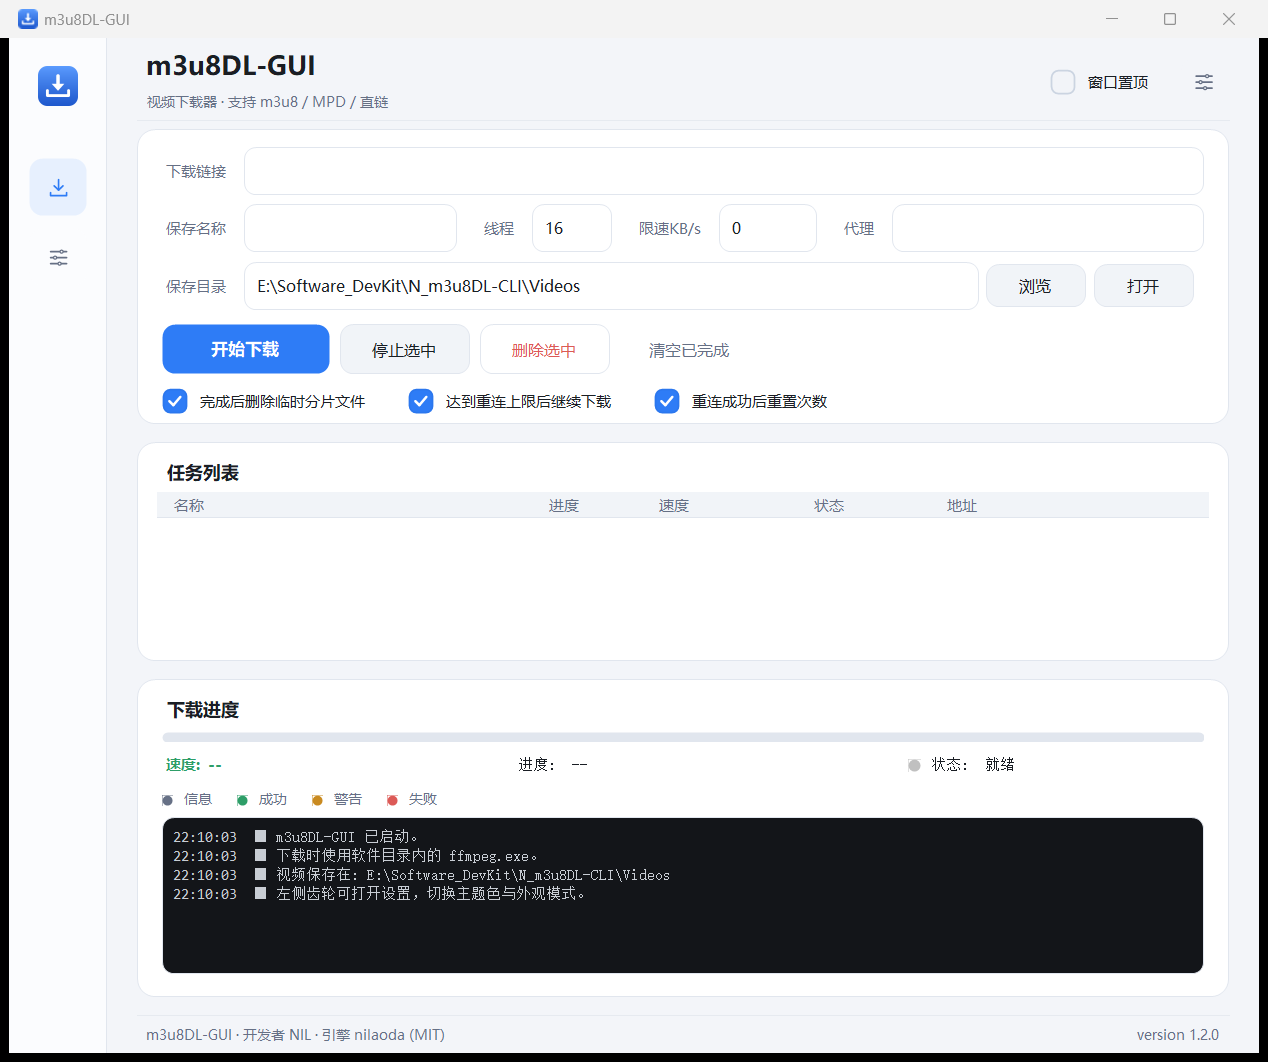 m3u8DL-GUI
m3u8DL-GUI
视频下载器 · 支持 m3u8 / MPD / 直链
窗口置顶
下载链接
保存名称 线程 16 限速KB/s 0 代理
保存目录 E:\Software_DevKit\N_m3u8DL-CLI\Videos 浏览 打开
开始下载 停止选中 删除选中 清空已完成
完成后删除临时分片文件 达到重连上限后继续下载 重连成功后重置次数
任务列表
名称 进度 速度 状态 地址
下载进度
速度: -- 进度: -- 状态: 就绪
信息 成功 警告 失败
22:10:03 m3u8DL-GUI 已启动。
22:10:03 下载时使用软件目录内的 ffmpeg.exe。
22:10:03 视频保存在: E:\Software_DevKit\N_m3u8DL-CLI\Videos
22:10:03 左侧齿轮可打开设置，切换主题色与外观模式。
m3u8DL-GUI · 开发者 NIL · 引擎 nilaoda (MIT) version 1.2.0